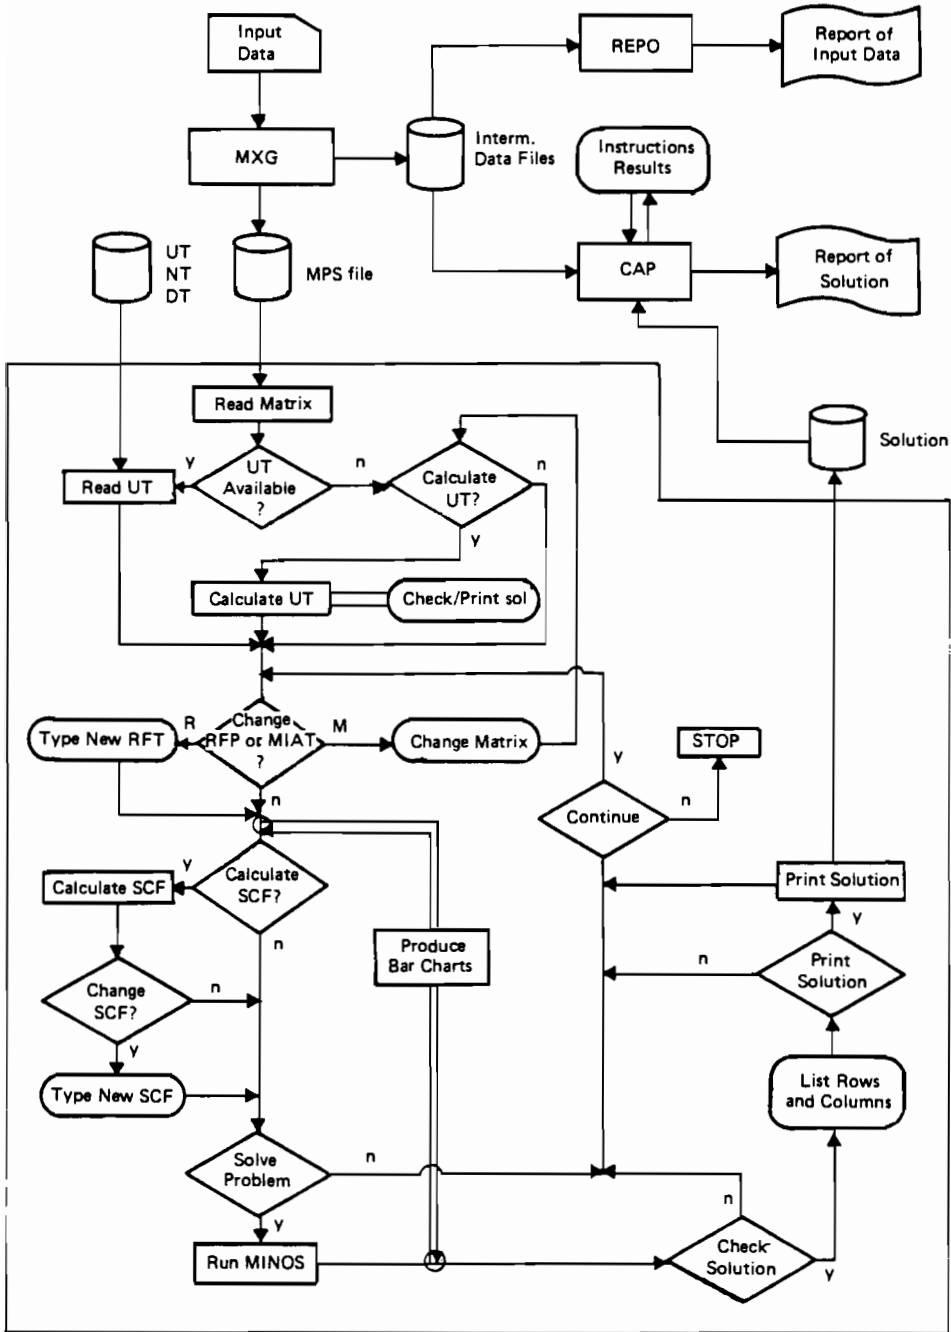 Input
Data
REPO
Report of
Input Data
MXG
Interm.
Data Files
Instructions
Results
UT
NT
DT
MPS file
CAP
Report of
Solution
Read Matrix
Solution
y
UT
Available
?
n
Calculate
UT?
n
Read UT
y
Calculate UT
Check/Print sol
Type New RFT
R
Change
RFP or MIAT
?
M
Change Matrix
STOP
y
n
n
Continue
y
Calculate SCF
Calculate
SCF?
Print Solution
y
n
Produce
Bar Charts
n
Print
Solution
Change
SCF?
n
y
Type New SCF
List Rows
and Columns
Solve
Problem
n
n
y
Run MINOS
Check
Solution
y